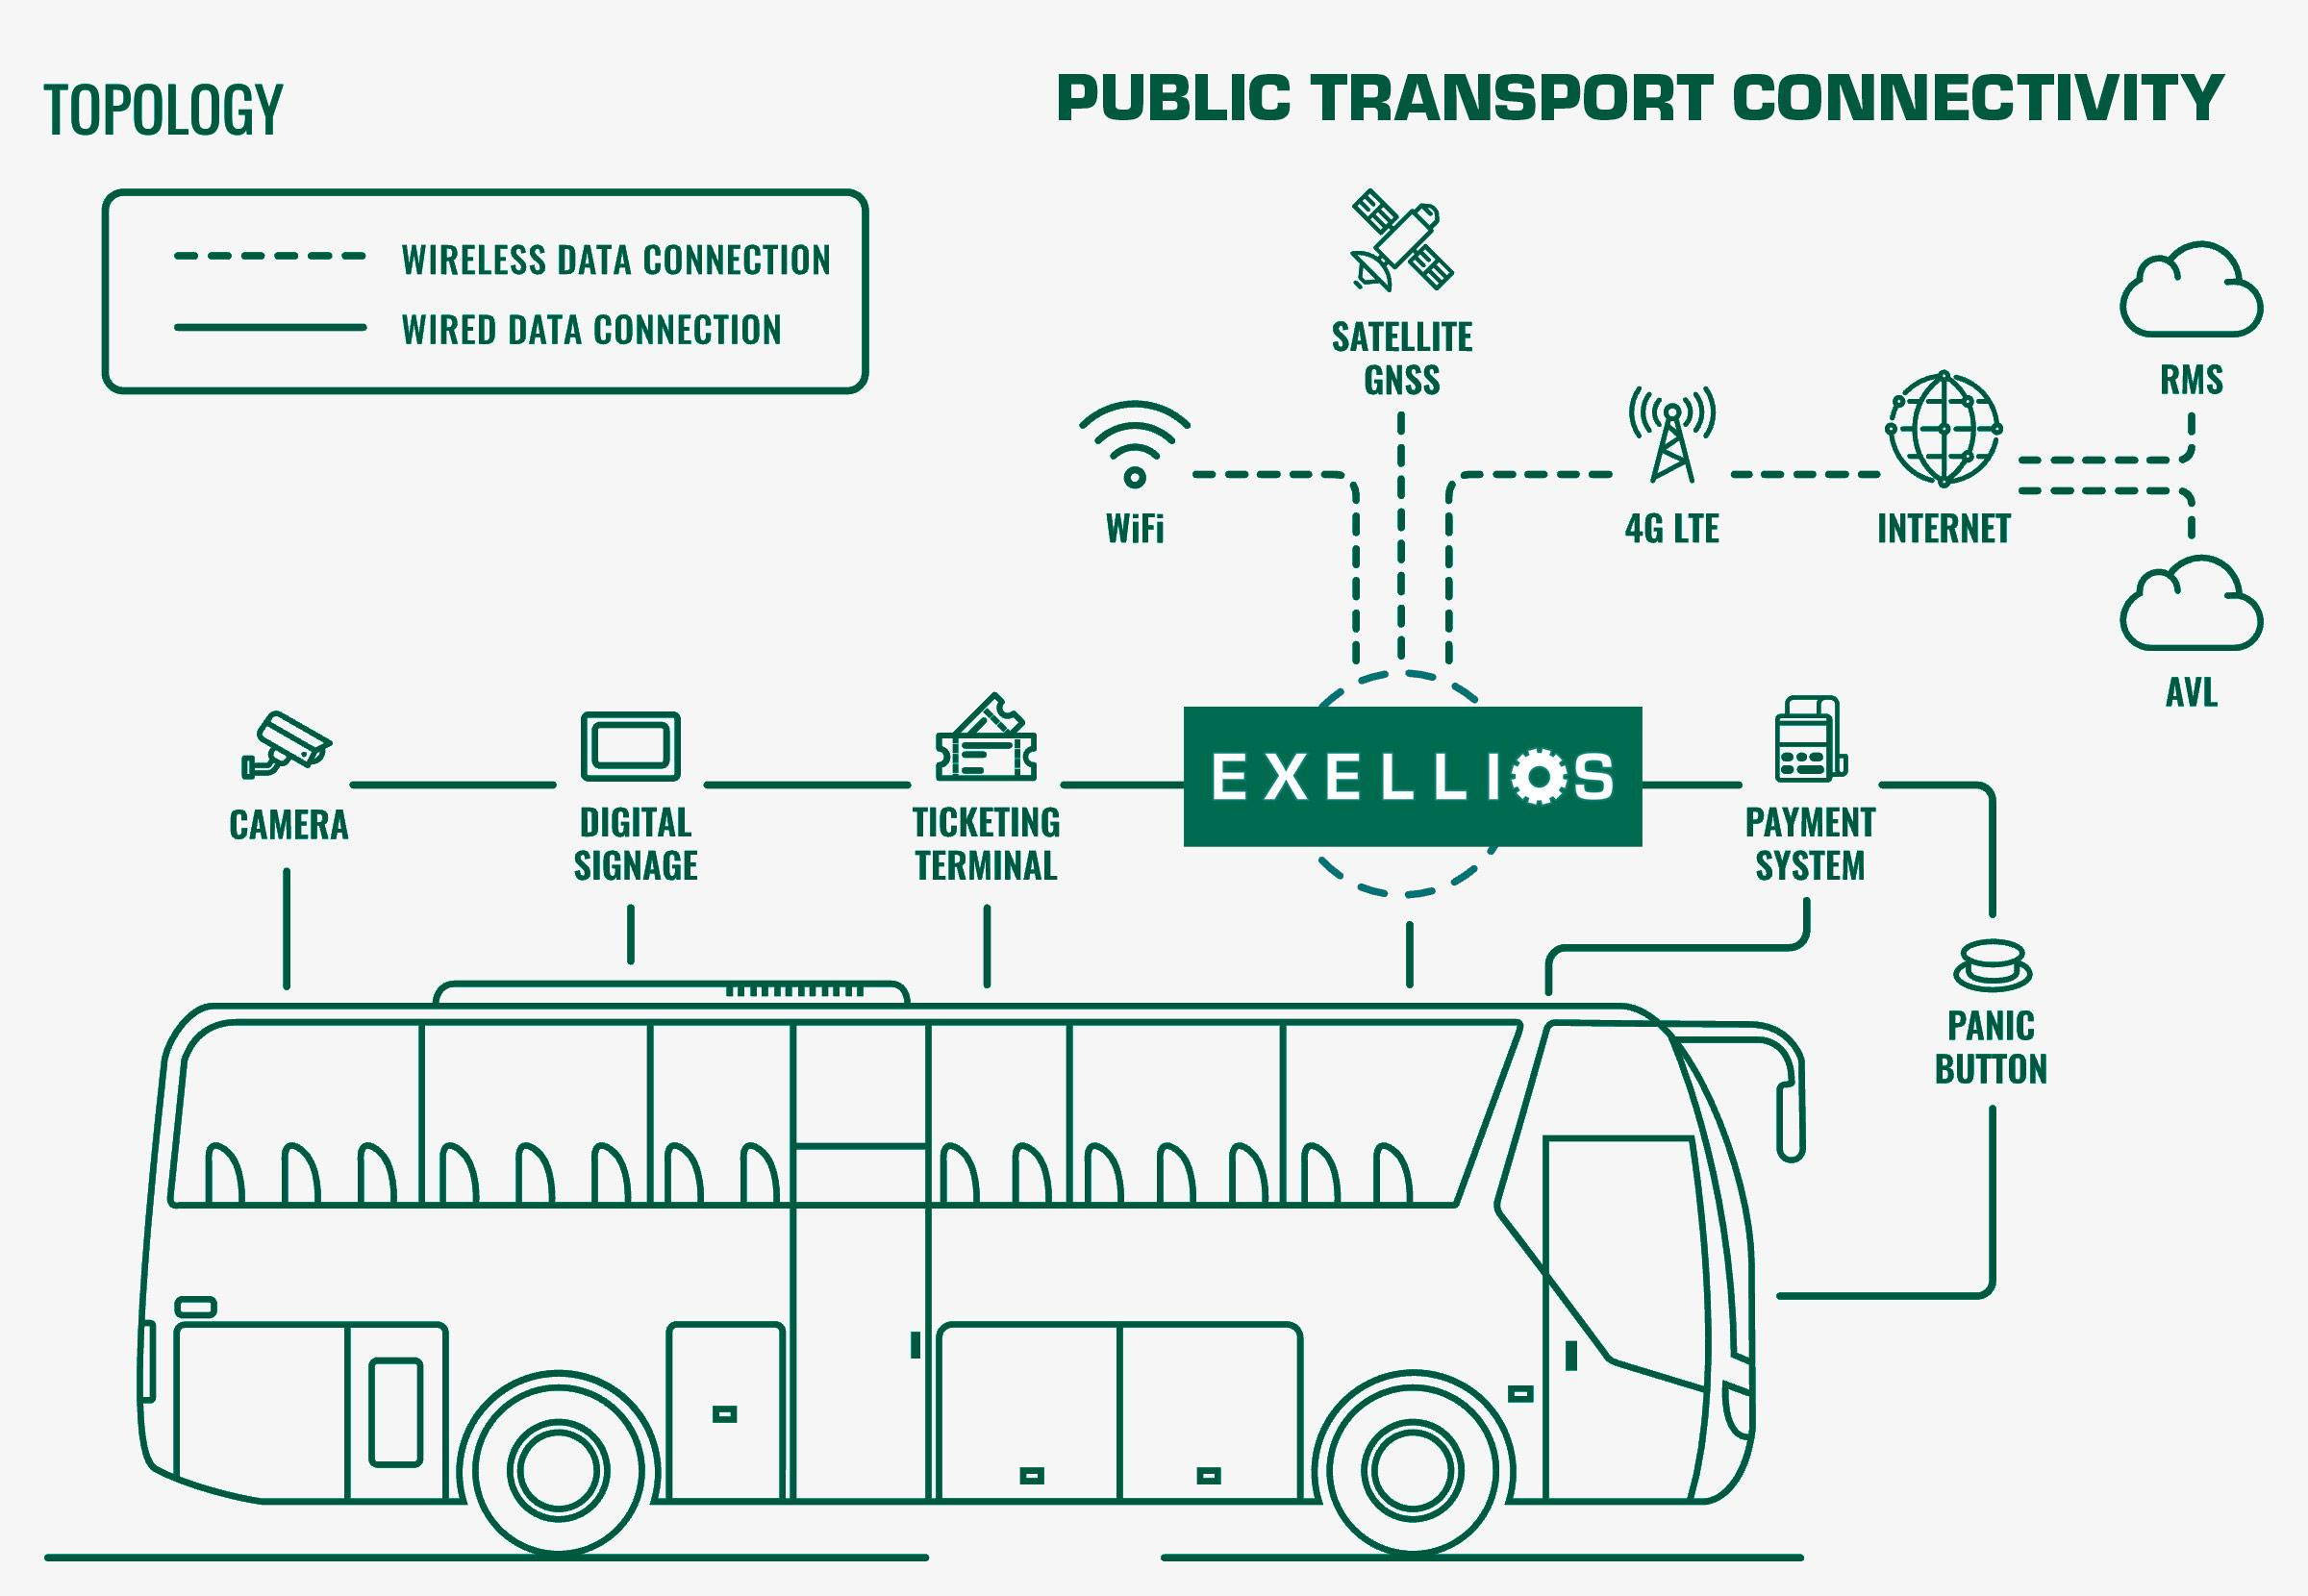 TOPOLOGY
PUBLIC TRANSPORT CONNECTIVITY
WIRELESS DATA CONNECTION
WIRED DATA CONNECTION
SATELLITE
GNSS
RMS
WiFi
4G LTE
INTERNET
AVL
CAMERA
DIGITAL
SIGNAGE
TICKETING
TERMINAL
EXELLIOS
PAYMENT
SYSTEM
PANIC
BUTTON